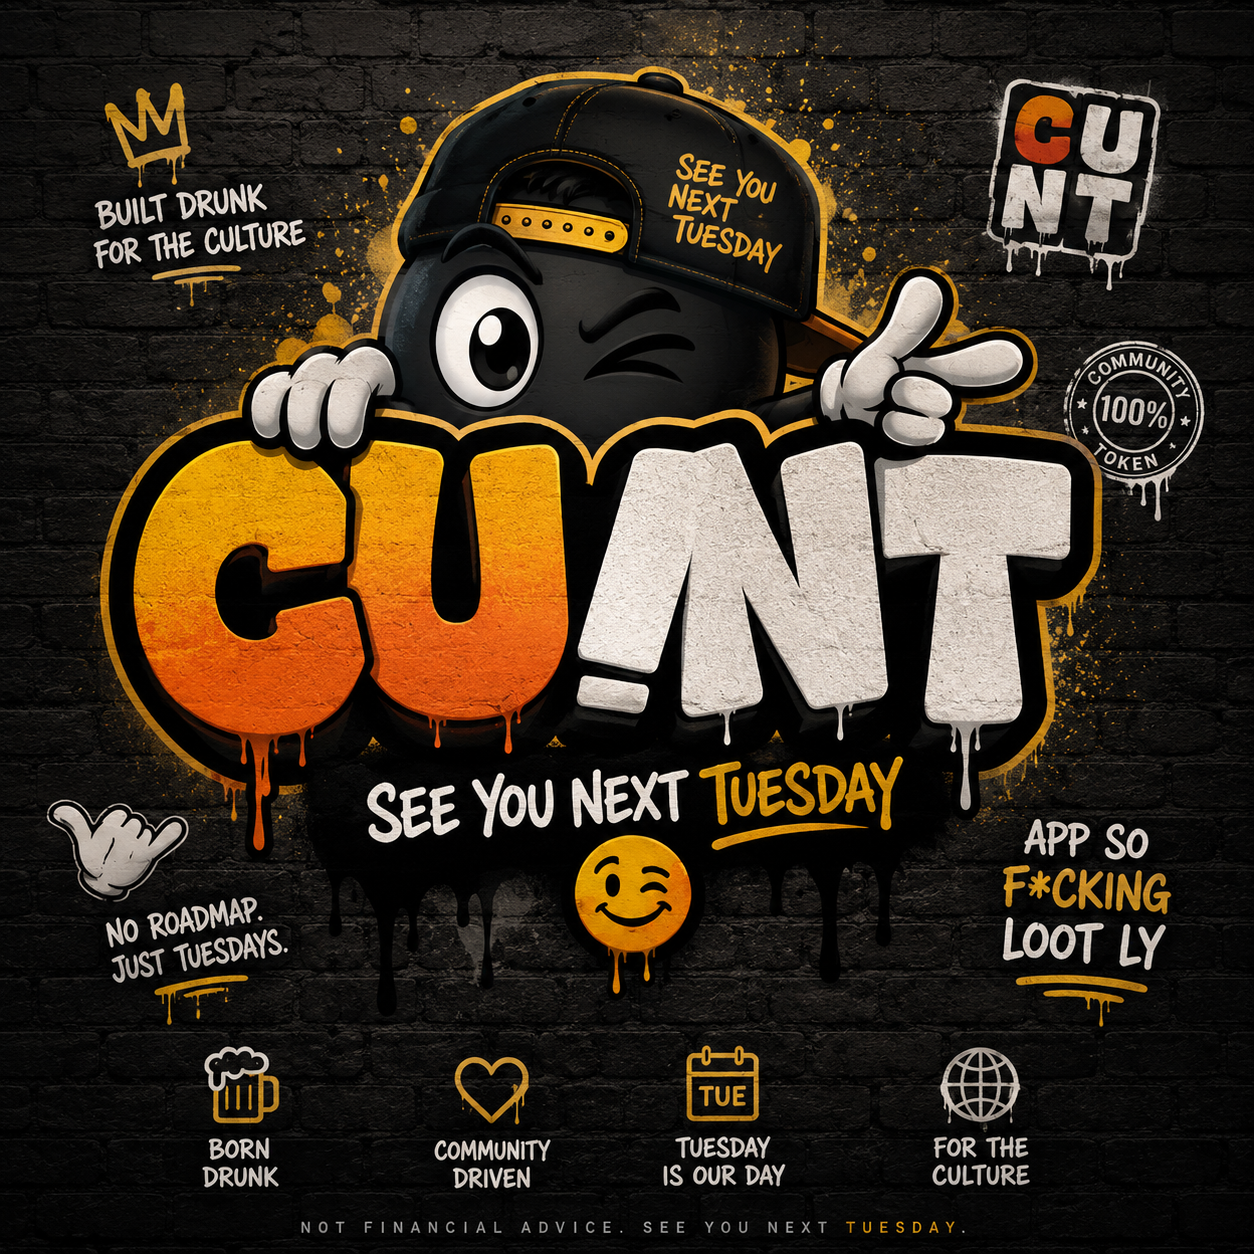 BUILT DRUNK
FOR THE CULTURE
SEE YOU
NEXT
TUESDAY
CU
NT
COMMUNITY
100%
TOKEN
CUNT
SEE YOU NEXT TUESDAY
NO ROADMAP.
JUST TUESDAYS.
APP SO
F*CKING
LOOT LY
BORN
DRUNK
COMMUNITY
DRIVEN
TUE
TUESDAY
IS OUR DAY
FOR THE
CULTURE
NOT FINANCIAL ADVICE. SEE YOU NEXT TUESDAY.